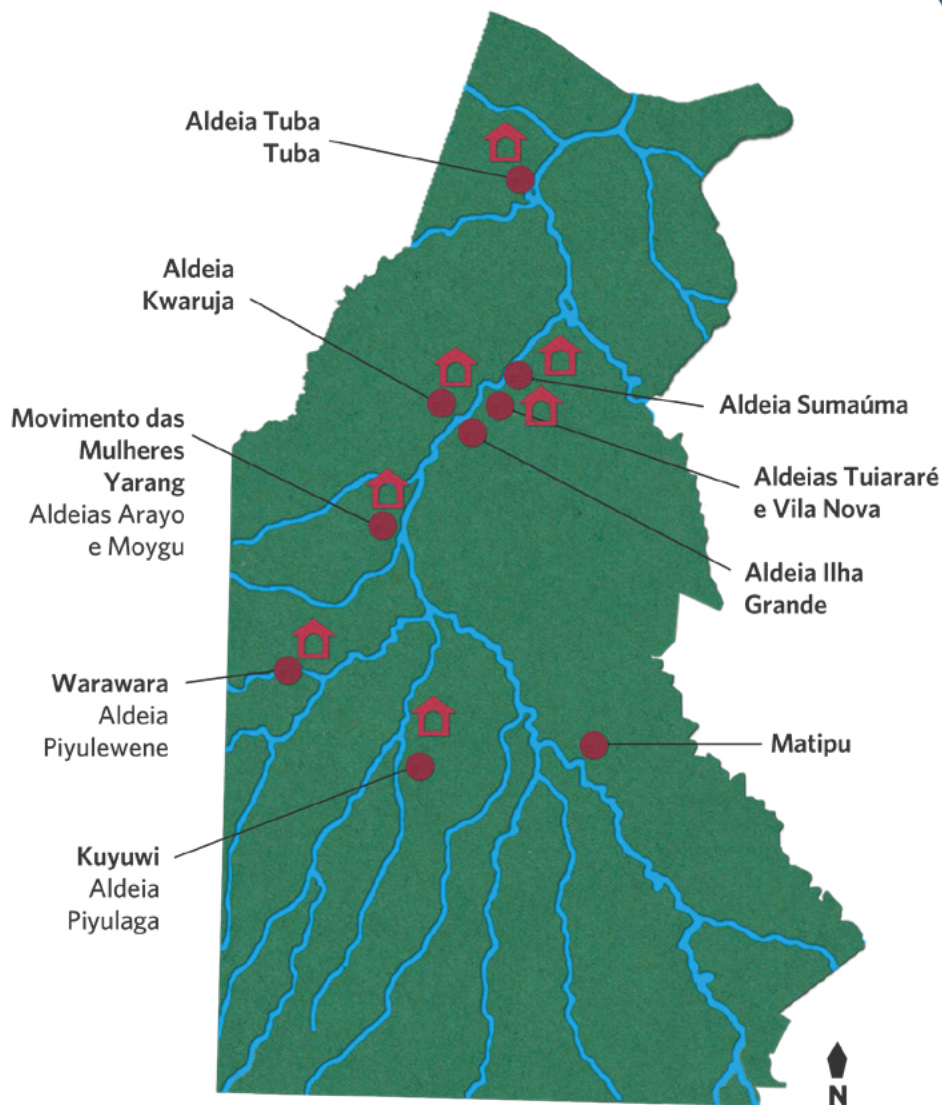 Aldeia Tuba
Tuba
Aldeia
Kwaruja
Movimento das
Mulheres
Yarang
Aldeias Arayo
e Moygu
Warawara
Aldeia
Piyulewene
Kuyuwi
Aldeia
Piyulaga
Aldeia Sumaúma
Aldeias Tuiararé
e Vila Nova
Aldeia Ilha
Grande
Matipu
N